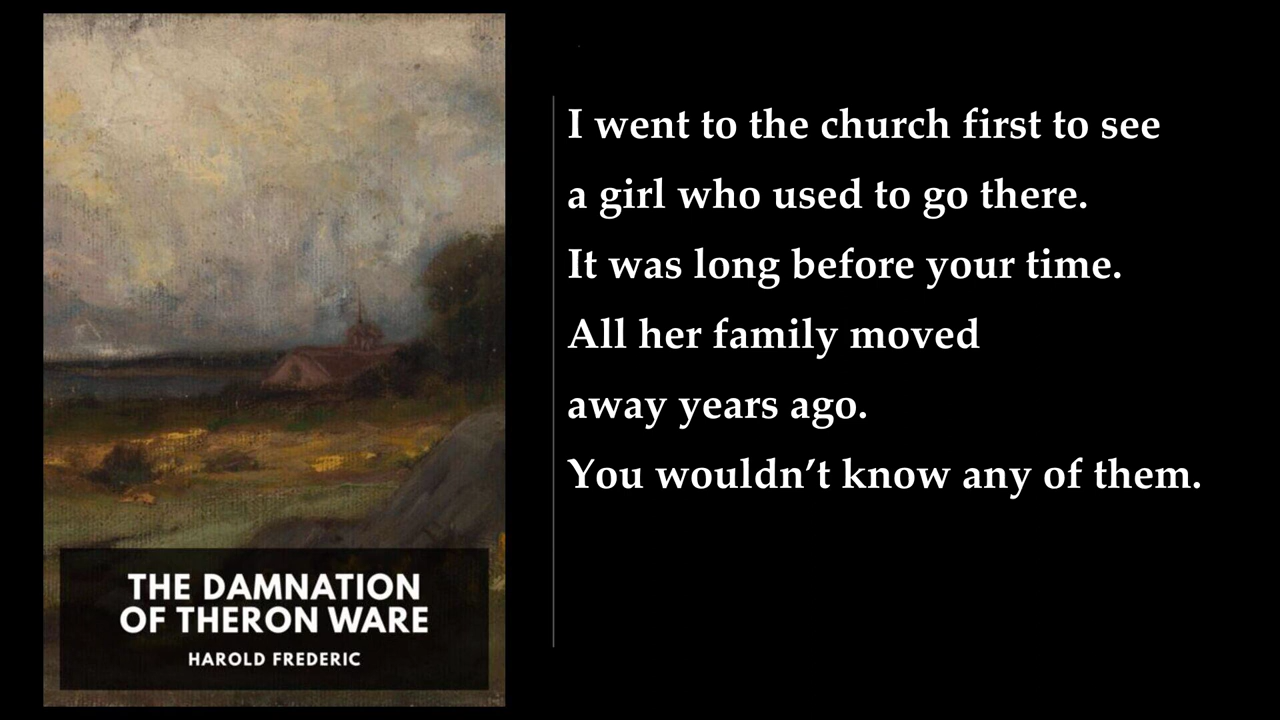 I went to the church first to see
a girl who used to go there.
It was long before your time.
All her family moved
away years ago.
You wouldn’t know any of them.
THE DAMNATION
OF THERON WARE
HAROLD FREDERIC